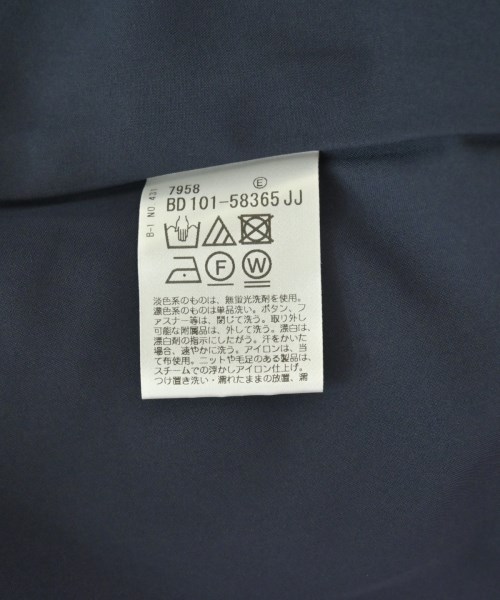 B-1 NO 401
7958 E
BD 101-58365 JJ
F W
淡色系のものは、無蛍光洗剤を使用。
濃色系のものは単品洗い。ボタン、フ
ァスナー等は、閉じて洗う。取り外し
可能な附属品は、外して洗う。漂白は、
漂白剤の指示にしたがう。汗をかいた
場合、速やかに洗う。アイロンは、当
て布使用。ニットや毛足のある製品は、
スチームでの浮かしアイロン仕上げ。
つけ置き洗い・濡れたままの放置、濡